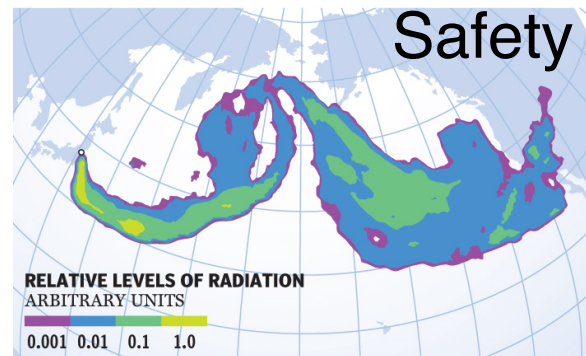 Safety
RELATIVE LEVELS OF RADIATION
ARBITRARY UNITS
0.001 0.01 0.1 1.0